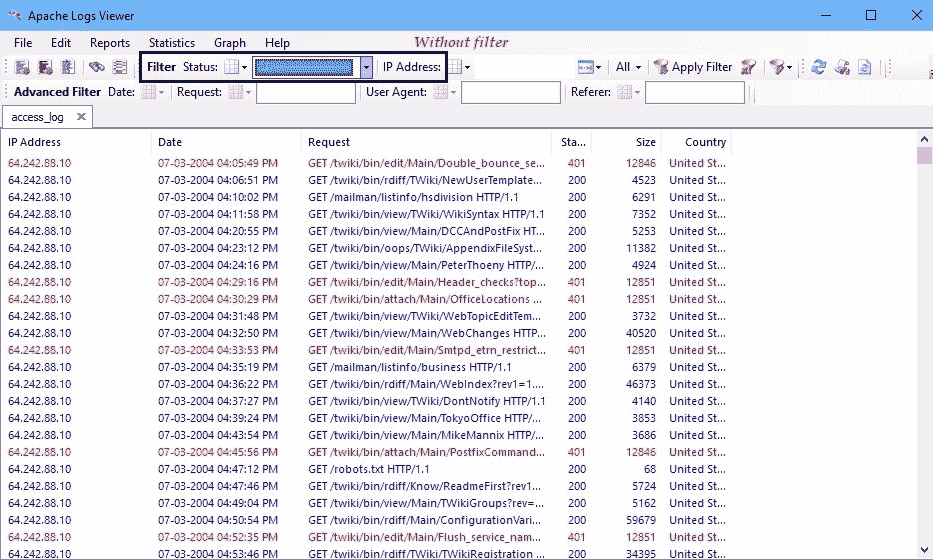 Apache Logs Viewer
File Edit Reports Statistics Graph Help Without filter
Filter Status: IP Address: All Apply Filter
Advanced Filter Date: Request: User Agent: Referer:
access_log
IP Address Date Request Sta... Size Country
64.242.88.10 07-03-2004 04:05:49 PM GET /twiki/bin/edit/Main/Double_bounce_se... 401 12846 United St...
64.242.88.10 07-03-2004 04:06:51 PM GET /twiki/bin/rdiff/TWiki/NewUserTemplate... 200 4523 United St...
64.242.88.10 07-03-2004 04:10:02 PM GET /mailman/listinfo/hsdivision HTTP/1.1 200 6291 United St...
64.242.88.10 07-03-2004 04:11:58 PM GET /twiki/bin/view/TWiki/WikiSyntax HTTP/1.1 200 7352 United St...
64.242.88.10 07-03-2004 04:20:55 PM GET /twiki/bin/view/Main/DCCAndPostFix HT... 200 5253 United St...
64.242.88.10 07-03-2004 04:23:12 PM GET /twiki/bin/oops/TWiki/AppendixFileSyst... 200 11382 United St...
64.242.88.10 07-03-2004 04:24:16 PM GET /twiki/bin/view/Main/PeterThoeny HTTP/... 200 4924 United St...
64.242.88.10 07-03-2004 04:29:16 PM GET /twiki/bin/edit/Main/Header_checks?top... 401 12851 United St...
64.242.88.10 07-03-2004 04:30:29 PM GET /twiki/bin/attach/Main/OfficeLocations ... 401 12851 United St...
64.242.88.10 07-03-2004 04:31:48 PM GET /twiki/bin/view/TWiki/WebTopicEditTem... 200 3732 United St...
64.242.88.10 07-03-2004 04:32:50 PM GET /twiki/bin/view/Main/WebChanges HTTP... 200 40520 United St...
64.242.88.10 07-03-2004 04:33:53 PM GET /twiki/bin/edit/Main/Smtpd_etrn_restrict... 401 12851 United St...
64.242.88.10 07-03-2004 04:35:19 PM GET /mailman/listinfo/business HTTP/1.1 200 6379 United St...
64.242.88.10 07-03-2004 04:36:22 PM GET /twiki/bin/rdiff/Main/WebIndex?rev1=1.... 200 46373 United St...
64.242.88.10 07-03-2004 04:37:27 PM GET /twiki/bin/view/TWiki/DontNotify HTTP/1.1 200 4140 United St...
64.242.88.10 07-03-2004 04:39:24 PM GET /twiki/bin/view/Main/TokyoOffice HTTP/... 200 3853 United St...
64.242.88.10 07-03-2004 04:43:54 PM GET /twiki/bin/view/Main/MikeMannix HTTP/... 200 3686 United St...
64.242.88.10 07-03-2004 04:45:56 PM GET /twiki/bin/attach/Main/PostfixCommand... 401 12846 United St...
64.242.88.10 07-03-2004 04:47:12 PM GET /robots.txt HTTP/1.1 200 68 United St...
64.242.88.10 07-03-2004 04:47:46 PM GET /twiki/bin/rdiff/Know/ReadmeFirst?rev1... 200 5724 United St...
64.242.88.10 07-03-2004 04:49:04 PM GET /twiki/bin/view/Main/TWikiGroups?rev=... 200 5162 United St...
64.242.88.10 07-03-2004 04:50:54 PM GET /twiki/bin/rdiff/Main/ConfigurationVari... 200 59679 United St...
64.242.88.10 07-03-2004 04:52:35 PM GET /twiki/bin/edit/Main/Flush_service_nam... 401 12851 United St...
64.242.88.10 07-03-2004 04:53:46 PM GET /twiki/bin/rdiff/TWiki/TWikiRegistration ... 200 34395 United St...